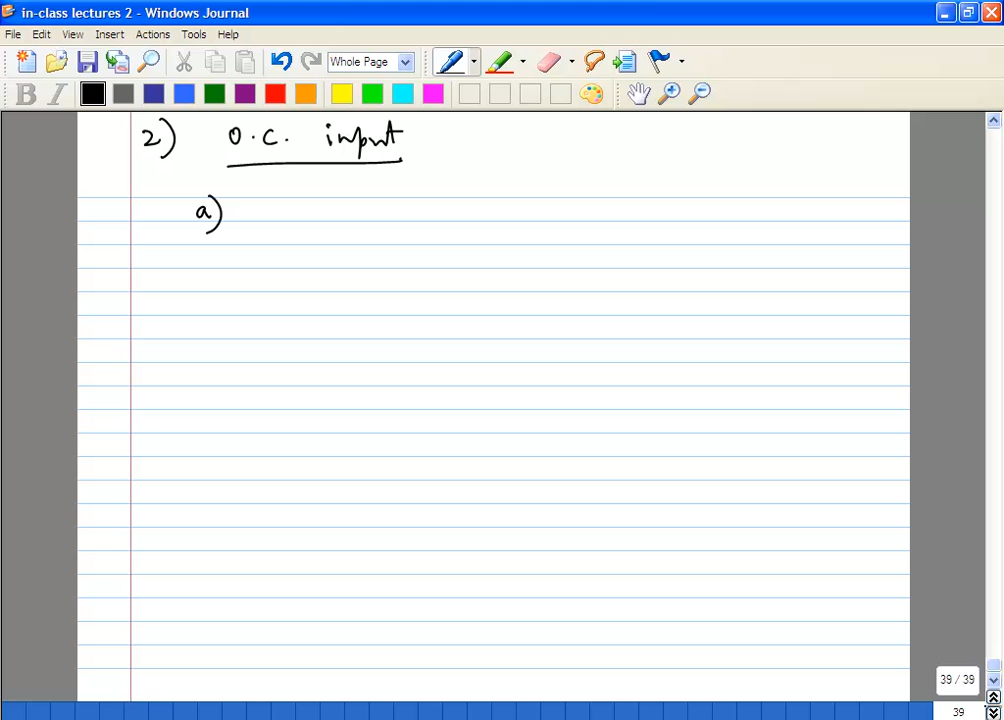 in-class lectures 2 - Windows Journal
File Edit View Insert Actions Tools Help
Whole Page
B I
2) O.C. input
a)
39 / 39
39